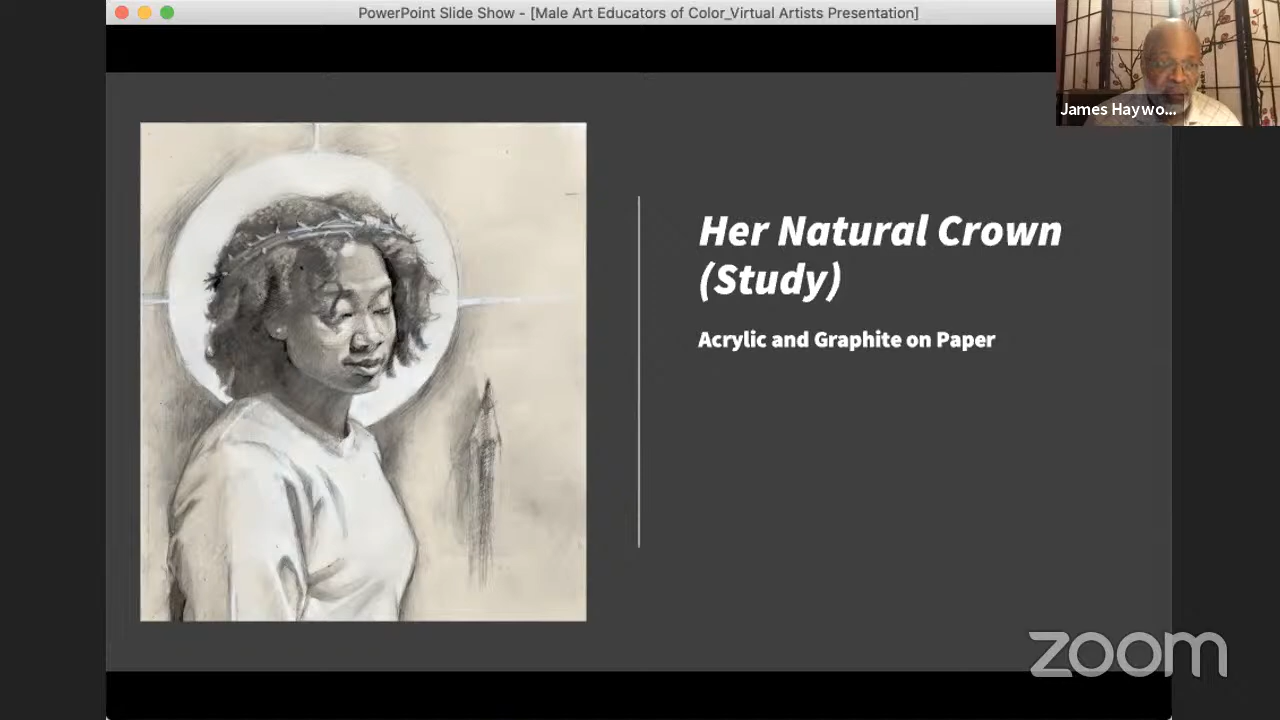 PowerPoint Slide Show - [Male Art Educators of Color_Virtual Artists Presentation]
James Haywo...
Her Natural Crown
(Study)
Acrylic and Graphite on Paper
zoom